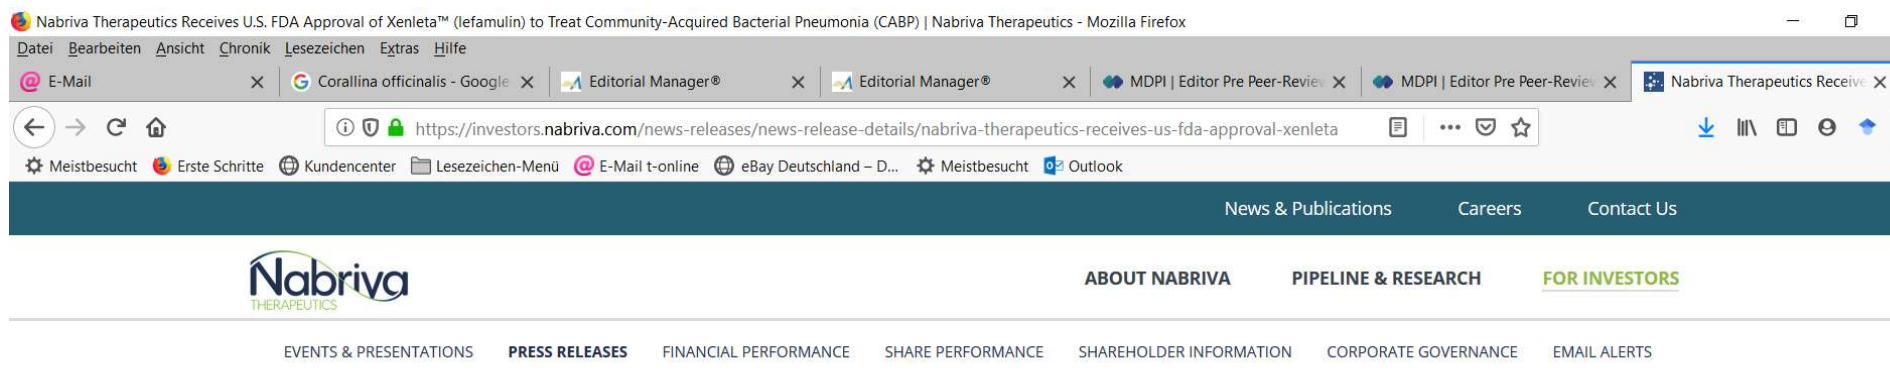 Nabriva Therapeutics Receives U.S. FDA Approval of Xenleta™ (lefamulin) to Treat Community-Acquired Bacterial Pneumonia (CABP) | Nabriva Therapeutics - Mozilla Firefox
Datei Bearbeiten Ansicht Chronik Lesezeichen Extras Hilfe
E-Mail Corallina officinalis - Google Editorial Manager® Editorial Manager® MDPI | Editor Pre Peer-Review MDPI | Editor Pre Peer-Review Nabriva Therapeutics Receive
https://investors.nabriva.com/news-releases/news-release-details/nabriva-therapeutics-receives-us-fda-approval-xenleta
Meistbesucht Erste Schritte Kundencenter Lesezeichen-Menü E-Mail t-online eBay Deutschland – D... Meistbesucht Outlook
News & Publications Careers Contact Us
Nabriva
THERAPEUTICS
ABOUT NABRIVA PIPELINE & RESEARCH FOR INVESTORS
EVENTS & PRESENTATIONS PRESS RELEASES FINANCIAL PERFORMANCE SHARE PERFORMANCE SHAREHOLDER INFORMATION CORPORATE GOVERNANCE EMAIL ALERTS